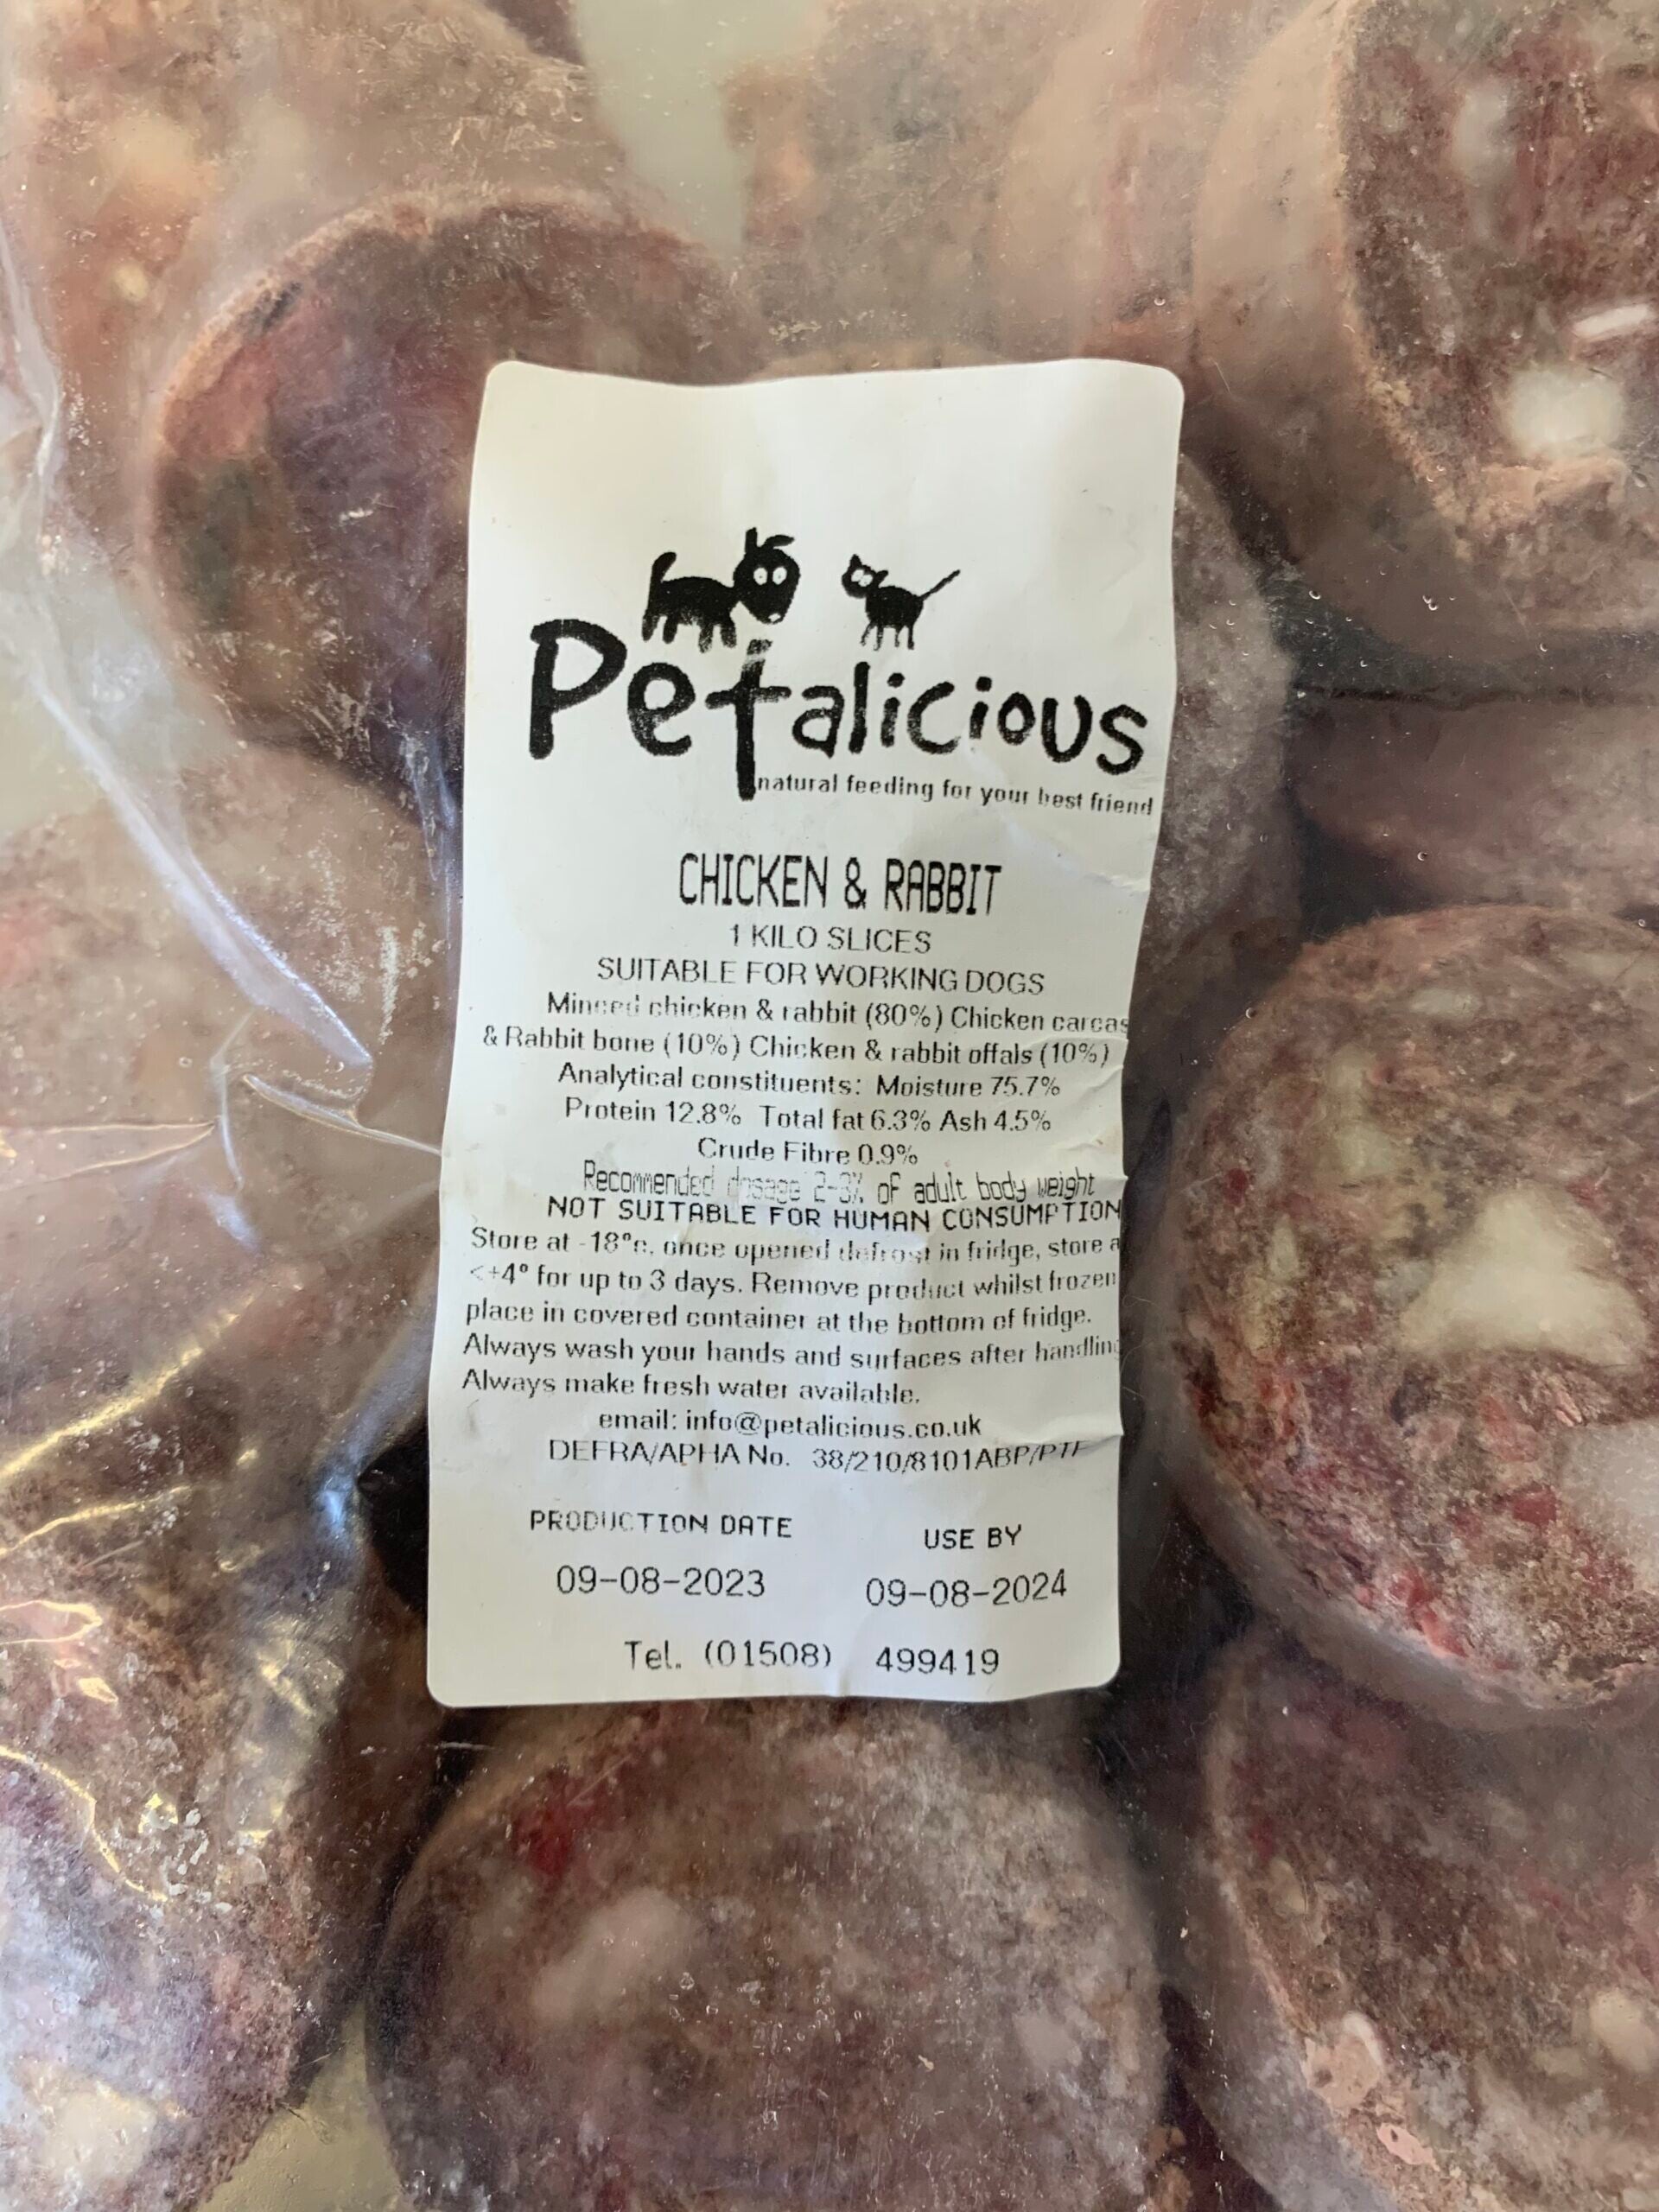 Petalicious
natural feeding for your best friend
CHICKEN & RABBIT
1 KILO SLICES
SUITABLE FOR WORKING DOGS
Minced chicken & rabbit (80%) Chicken carcas
& Rabbit bone (10%) Chicken & rabbit offals (10%)
Analytical constituents: Moisture 75.7%
Protein 12.8% Total fat 6.3% Ash 4.5%
Crude Fibre 0.9%
Recommended dosage 2-3% of adult body weight
NOT SUITABLE FOR HUMAN CONSUMPTION
Store at -18°c, once opened defrost in fridge, store a
<+4° for up to 3 days. Remove product whilst frozen
place in covered container at the bottom of fridge.
Always wash your hands and surfaces after handling
Always make fresh water available.
email: info@petalicious.co.uk
DEFRA/APHA No. 38/210/8101ABP/PTF
PRODUCTION DATE USE BY
09-08-2023 09-08-2024
Tel. (01508) 499419